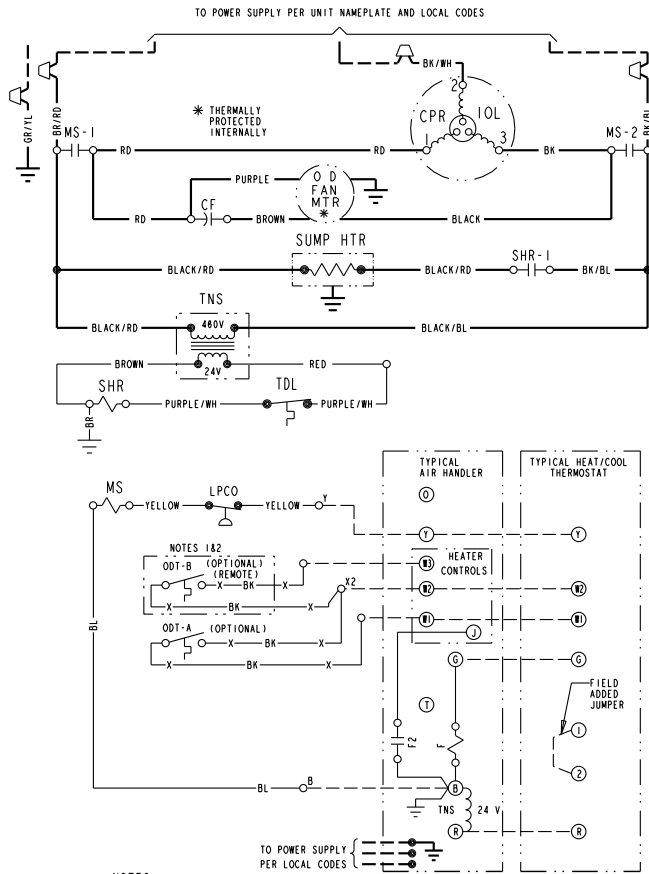 TO POWER SUPPLY PER UNIT NAMEPLATE AND LOCAL CODES
BK/WH
GR/YL
BR/RD
BK/BL
* THERMALLY
PROTECTED
INTERNALLY
2
CPR IOL
1
3
MS-1
MS-2
RD
RD
BK
PURPLE
O D
FAN
MTR
*
CF
RD
BROWN
BLACK
SUMP HTR
SHR-1
BLACK/RD
BLACK/RD
BK/BL
TNS
460V
BLACK/RD
BLACK/BL
24V
BROWN
RED
SHR
TDL
PURPLE/WH
PURPLE/WH
BR
TYPICAL
AIR HANDLER
TYPICAL HEAT/COOL
THERMOSTAT
O
MS
LPCO
YELLOW
YELLOW
Y
Y
Y
NOTES 1&2
HEATER
CONTROLS
ODT-B
(OPTIONAL)
(REMOTE)
W3
X
BK
X
X2
W2
W2
X
BK
X
W1
W1
ODT-A
(OPTIONAL)
X
BK
X
J
X
BK
X
BL
G
G
FIELD
ADDED
JUMPER
T
1
F2
F
2
BL
B
B
TNS
24 V
R
R
TO POWER SUPPLY
PER LOCAL CODES